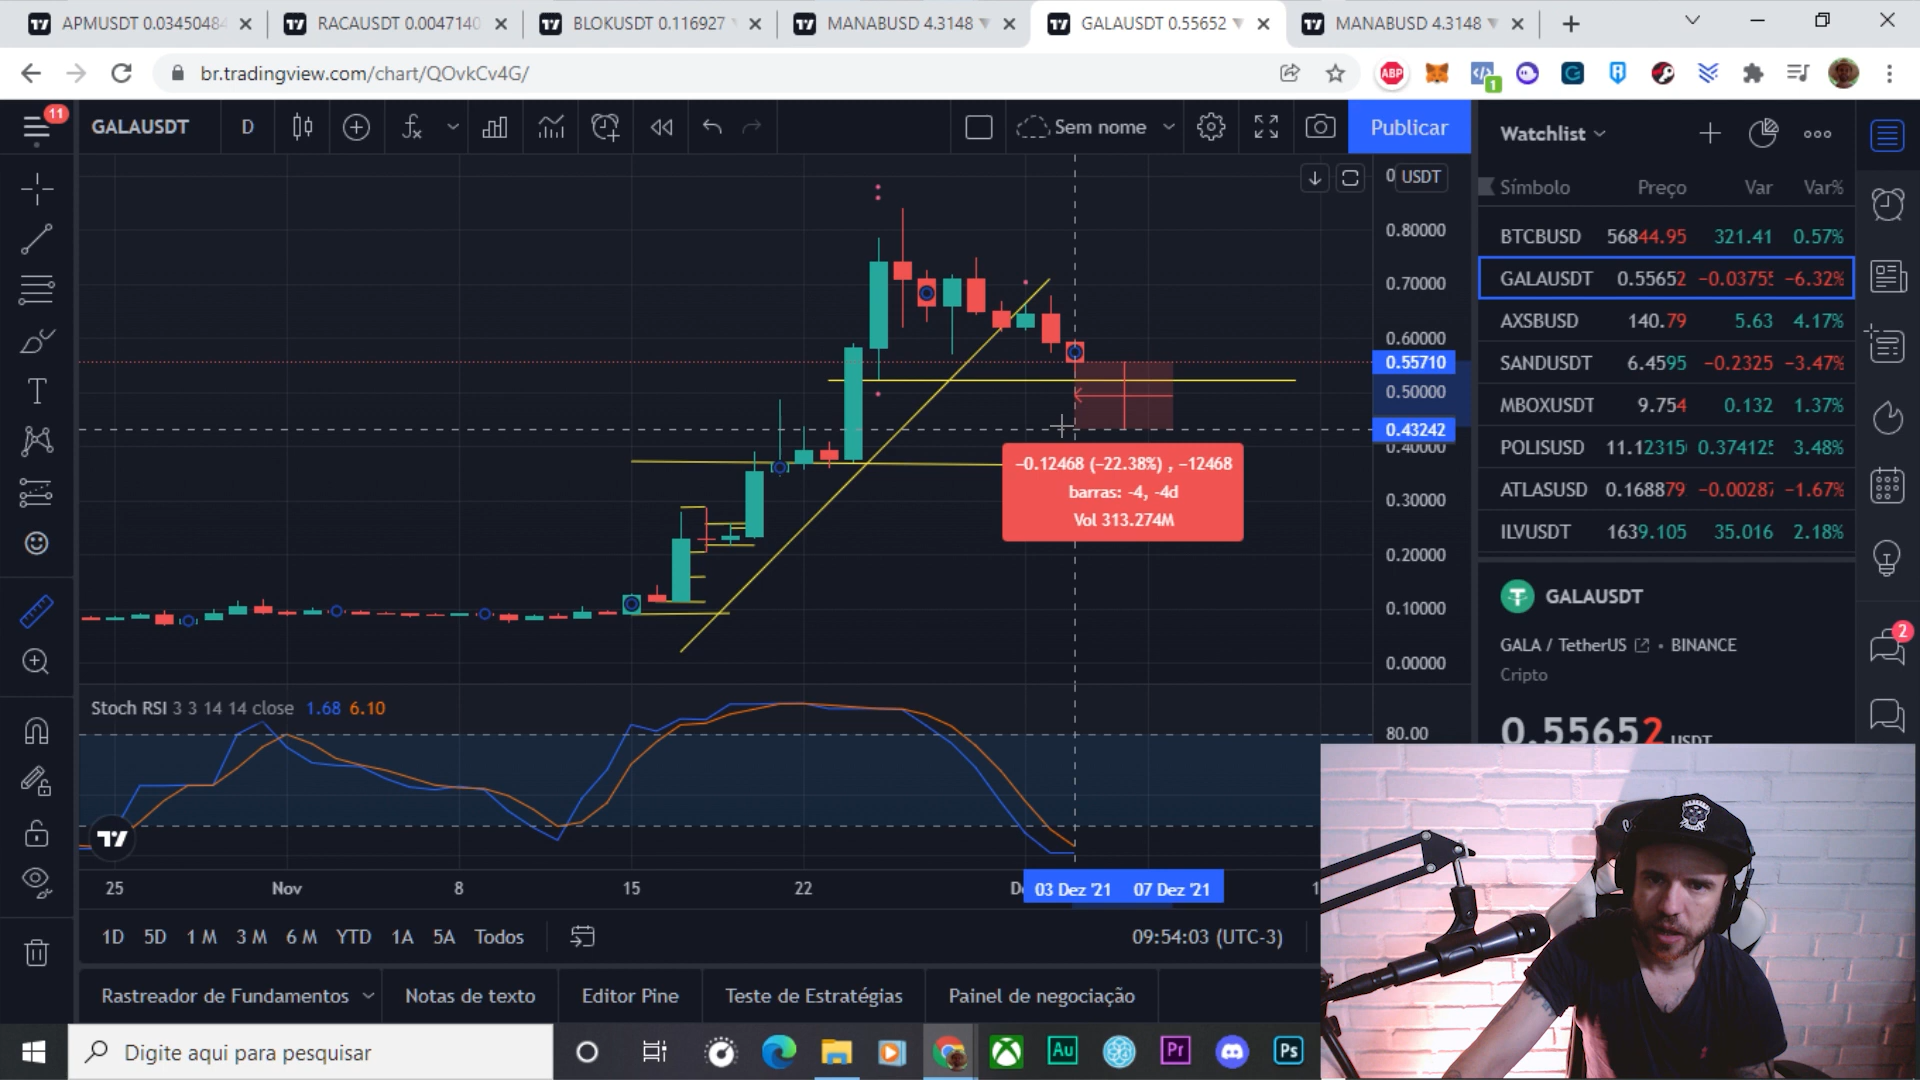 APMUSDT 0.03450484
RACAUSDT 0.0047140
BLOKUSDT 0.116927
MANABUSD 4.3148
GALAUSDT 0.55652
MANABUSD 4.3148
br.tradingview.com/chart/QOvkCv4G/
ABP
1
11
GALAUSDT
D
Sem nome
Publicar
Watchlist
0
USDT
Símbolo Preço Var Var%
BTCBUSD 56844.95 321.41 0.57%
GALAUSDT 0.55652 −0.03755 −6.32%
AXSBUSD 140.79 5.63 4.17%
SANDUSDT 6.4595 −0.2325 −3.47%
MBOXUSDT 9.754 0.132 1.37%
POLISUSD 11.12315 0.374125 3.48%
ATLASUSD 0.168879 −0.00287 −1.67%
ILVUSDT 1639.105 35.016 2.18%
0.80000
0.70000
0.60000
0.55710
0.50000
0.43242
0.40000
0.30000
0.20000
0.10000
0.00000
−0.12468 (−22.38%) , −12468
barras: -4, -4d
Vol 313.274M
GALAUSDT
GALA / TetherUS • BINANCE
Cripto
2
0.55652 USDT
Stoch RSI 3 3 14 14 close 1.68 6.10
80.00
25 Nov 8 15 22 03 Dez '21 07 Dez '21
1D 5D 1 M 3 M 6 M YTD 1A 5A Todos
09:54:03 (UTC-3)
Rastreador de Fundamentos
Notas de texto
Editor Pine
Teste de Estratégias
Painel de negociação
Digite aqui para pesquisar
Au
Pr
Ps